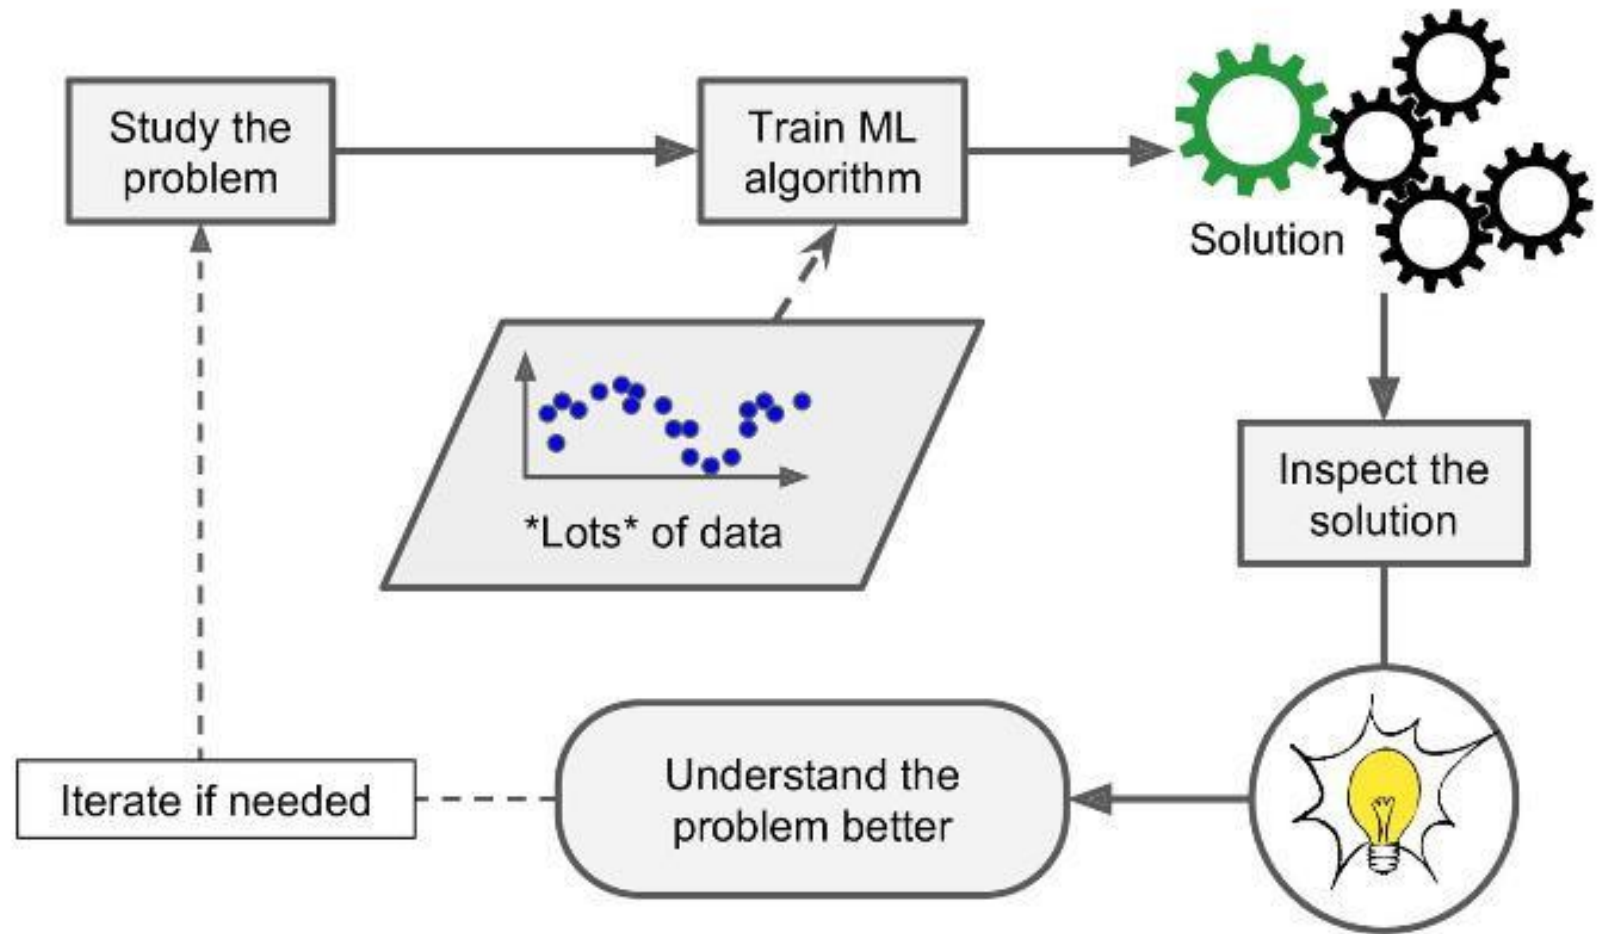 Study the
problem
Train ML
algorithm
Solution
*Lots* of data
Inspect the
solution
Understand the
problem better
Iterate if needed